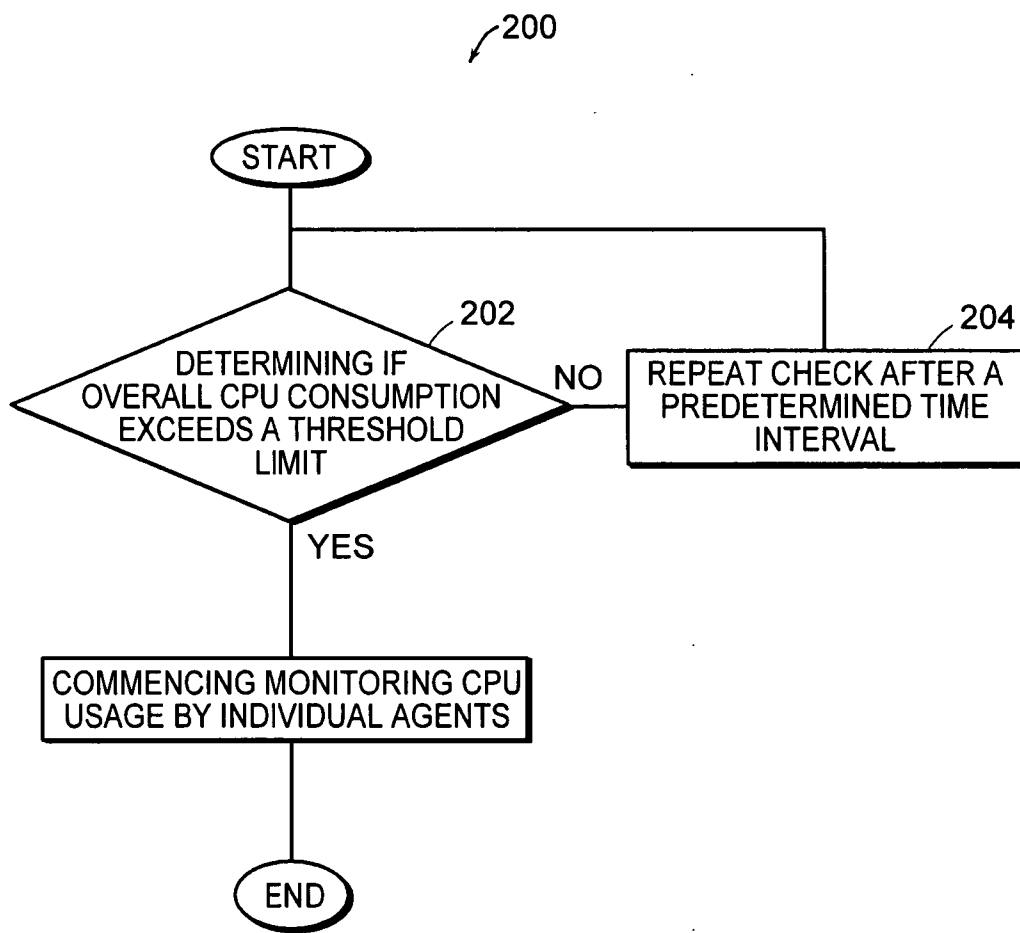 200
START
202
DETERMINING IF
OVERALL CPU CONSUMPTION
EXCEEDS A THRESHOLD
LIMIT
NO
204
REPEAT CHECK AFTER A
PREDETERMINED TIME
INTERVAL
YES
COMMENCING MONITORING CPU
USAGE BY INDIVIDUAL AGENTS
END